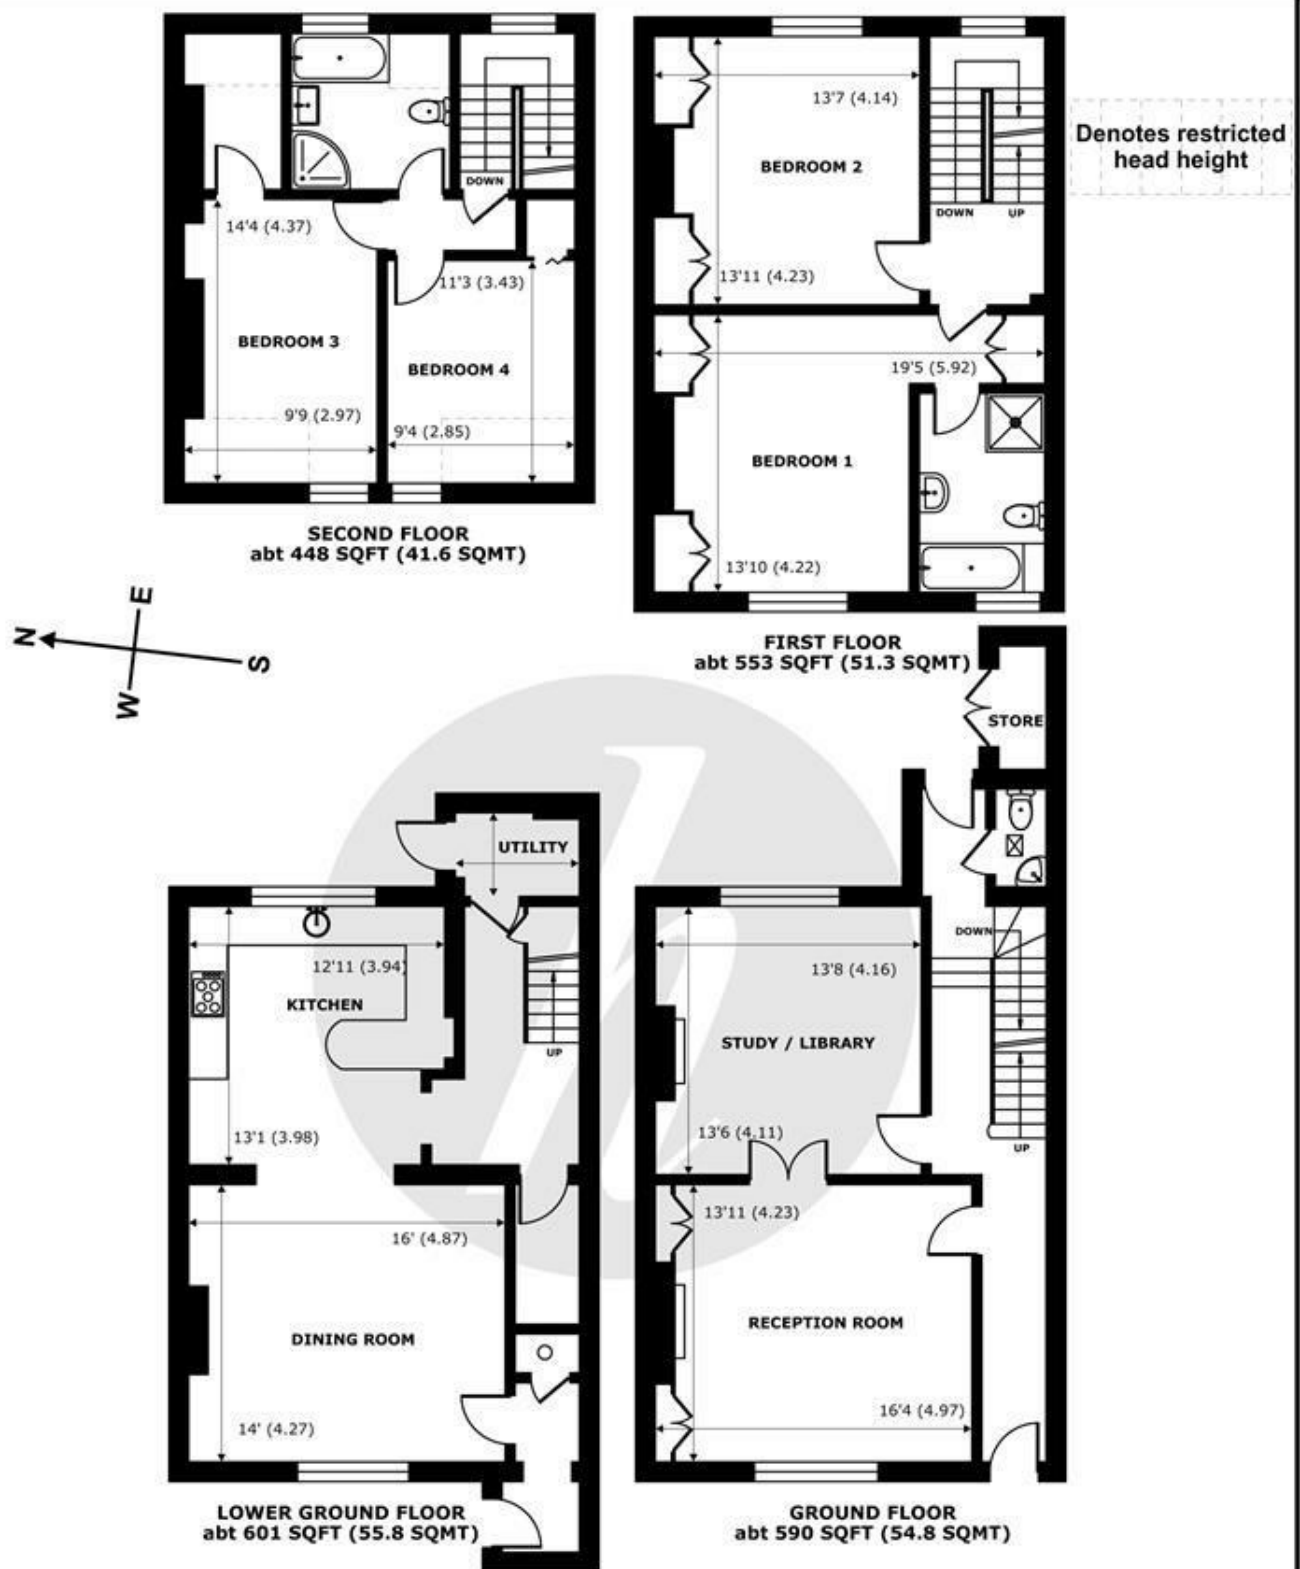 DOWN
14'4 (4.37)
11'3 (3.43)
BEDROOM 3
BEDROOM 4
9'9 (2.97)
9'4 (2.85)
SECOND FLOOR
abt 448 SQFT (41.6 SQMT)
13'7 (4.14)
BEDROOM 2
DOWN
UP
13'11 (4.23)
19'5 (5.92)
BEDROOM 1
13'10 (4.22)
FIRST FLOOR
abt 553 SQFT (51.3 SQMT)
Denotes restricted
head height
E
N
S
W
UTILITY
12'11 (3.94)
KITCHEN
UP
13'1 (3.98)
16' (4.87)
DINING ROOM
14' (4.27)
LOWER GROUND FLOOR
abt 601 SQFT (55.8 SQMT)
STORE
DOWN
13'8 (4.16)
STUDY / LIBRARY
13'6 (4.11)
UP
13'11 (4.23)
RECEPTION ROOM
16'4 (4.97)
GROUND FLOOR
abt 590 SQFT (54.8 SQMT)
h